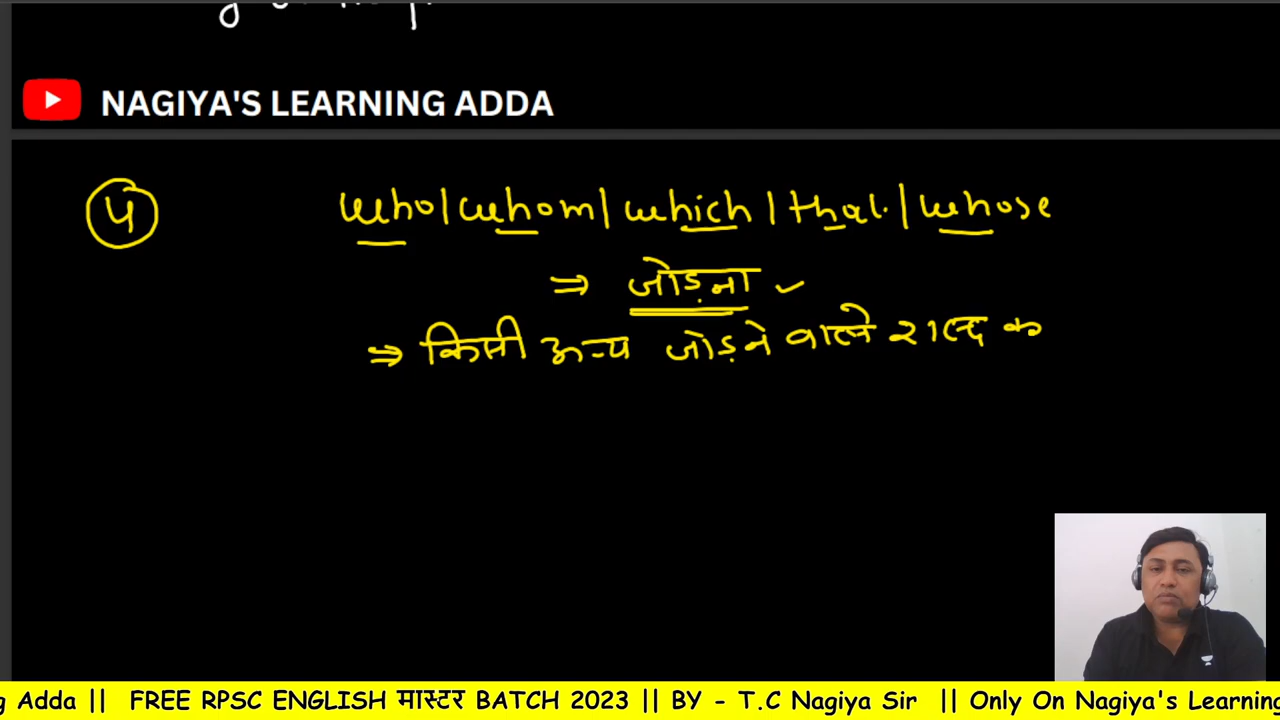 NAGIYA'S LEARNING ADDA
4 who/whom/which/that/whose
⇒ जोड़ना ✓
⇒ किसी अन्य जोड़ने वाले शब्द क
g Adda || FREE RPSC ENGLISH मास्टर BATCH 2023 || BY - T.C Nagiya Sir || Only On Nagiya's Learning